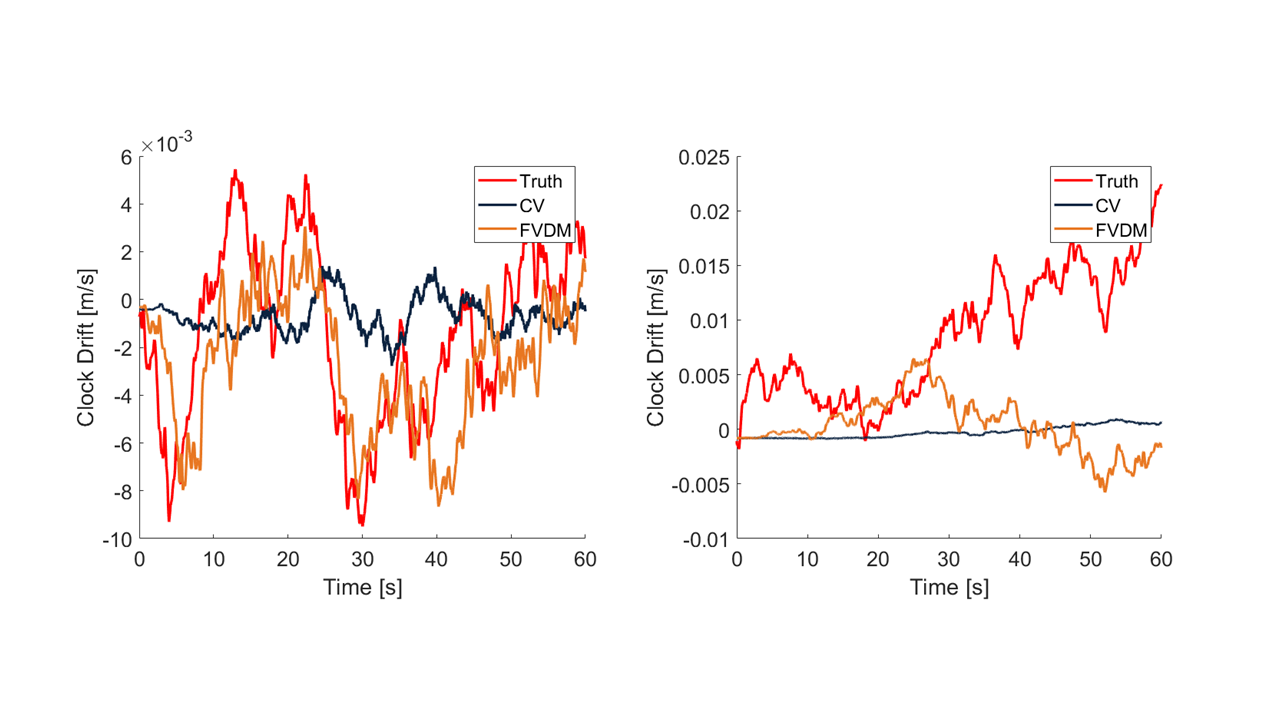 ×10-3
6
4
2
0
-2
-4
-6
-8
-10
0 10 20 30 40 50 60
Time [s]
Clock Drift [m/s]
Truth
CV
FVDM
0.025
0.02
0.015
0.01
0.005
0
-0.005
-0.01
0 10 20 30 40 50 60
Time [s]
Clock Drift [m/s]
Truth
CV
FVDM